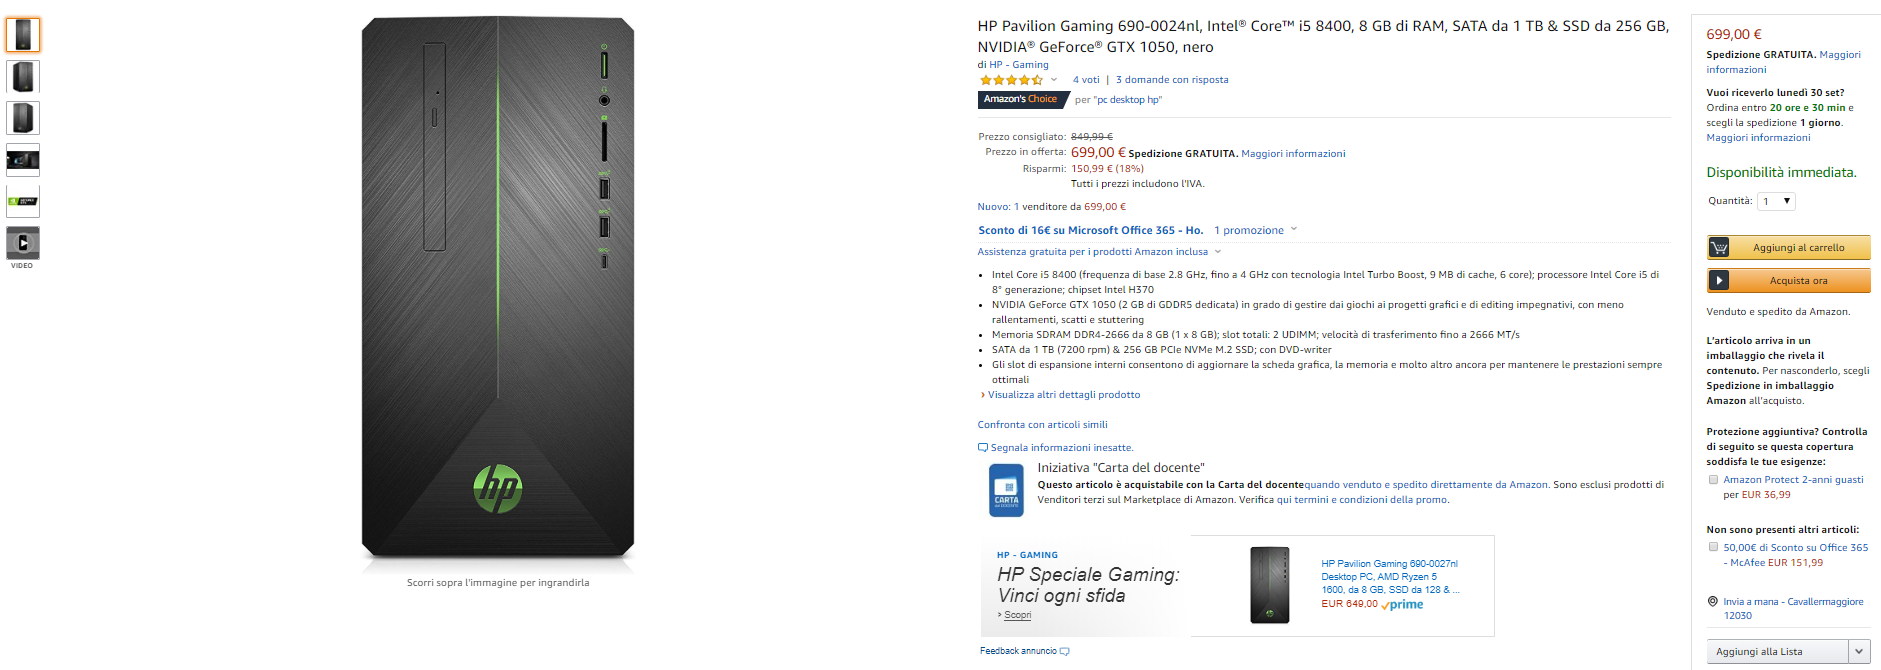 VIDEO
hp
Scorri sopra l'immagine per ingrandirla
HP Pavilion Gaming 690-0024nl, Intel® Core™ i5 8400, 8 GB di RAM, SATA da 1 TB & SSD da 256 GB,
NVIDIA® GeForce® GTX 1050, nero
di HP - Gaming
4 voti | 3 domande con risposta
Amazon's Choice per "pc desktop hp"
Prezzo consigliato: 849,99 €
Prezzo in offerta: 699,00 € Spedizione GRATUITA. Maggiori informazioni
Risparmi: 150,99 € (18%)
Tutti i prezzi includono l'IVA.
Nuovo: 1 venditore da 699,00 €
Sconto di 16€ su Microsoft Office 365 - Ho. 1 promozione
Assistenza gratuita per i prodotti Amazon inclusa
• Intel Core i5 8400 (frequenza di base 2.8 GHz, fino a 4 GHz con tecnologia Intel Turbo Boost, 9 MB di cache, 6 core); processore Intel Core i5 di
8° generazione; chipset Intel H370
• NVIDIA GeForce GTX 1050 (2 GB di GDDR5 dedicata) in grado di gestire dai giochi ai progetti grafici e di editing impegnativi, con meno
rallentamenti, scatti e stuttering
• Memoria SDRAM DDR4-2666 da 8 GB (1 x 8 GB); slot totali: 2 UDIMM; velocità di trasferimento fino a 2666 MT/s
• SATA da 1 TB (7200 rpm) & 256 GB PCIe NVMe M.2 SSD; con DVD-writer
• Gli slot di espansione interni consentono di aggiornare la scheda grafica, la memoria e molto altro ancora per mantenere le prestazioni sempre
ottimali
› Visualizza altri dettagli prodotto
Confronta con articoli simili
Segnala informazioni inesatte.
CARTA
Iniziativa "Carta del docente"
Questo articolo è acquistabile con la Carta del docentequando venduto e spedito direttamente da Amazon. Sono esclusi prodotti di
Venditori terzi sul Marketplace di Amazon. Verifica qui termini e condizioni della promo.
HP - GAMING
HP Speciale Gaming:
Vinci ogni sfida
› Scopri
HP Pavilion Gaming 690-0027nl
Desktop PC, AMD Ryzen 5
1600, da 8 GB, SSD da 128 & ...
EUR 649,00 prime
Feedback annuncio
699,00 €
Spedizione GRATUITA. Maggiori
informazioni
Vuoi riceverlo lunedì 30 set?
Ordina entro 20 ore e 30 min e
scegli la spedizione 1 giorno.
Maggiori informazioni
Disponibilità immediata.
Quantità: 1
Aggiungi al carrello
Acquista ora
Venduto e spedito da Amazon.
L'articolo arriva in un
imballaggio che rivela il
contenuto. Per nasconderlo, scegli
Spedizione in imballaggio
Amazon all'acquisto.
Protezione aggiuntiva? Controlla
di seguito se questa copertura
soddisfa le tue esigenze:
Amazon Protect 2-anni guasti
per EUR 36,99
Non sono presenti altri articoli:
50,00€ di Sconto su Office 365
- McAfee EUR 151,99
Invia a mana - Cavallermaggiore
12030
Aggiungi alla Lista